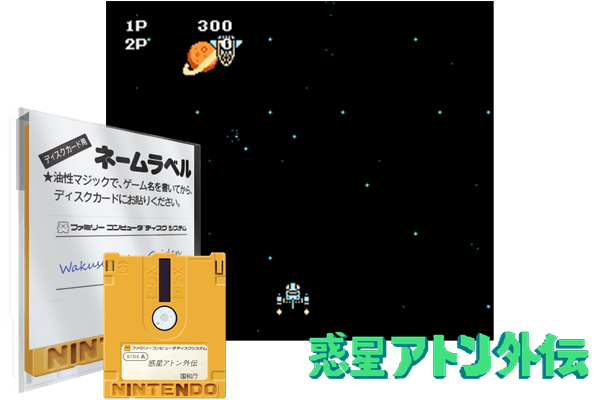 1P 300
2P 0
ディスクカード用
ネームラベル
★油性マジックで、ゲーム名を書いてから、
ディスクカードにお貼りください。
ファミリー コンピュータ ディスク システム
NIN
ファミリーコンピュータディスクシステム
SIDE A
惑星アトン外伝
国税庁
NINTENDO
惑星アトン外伝